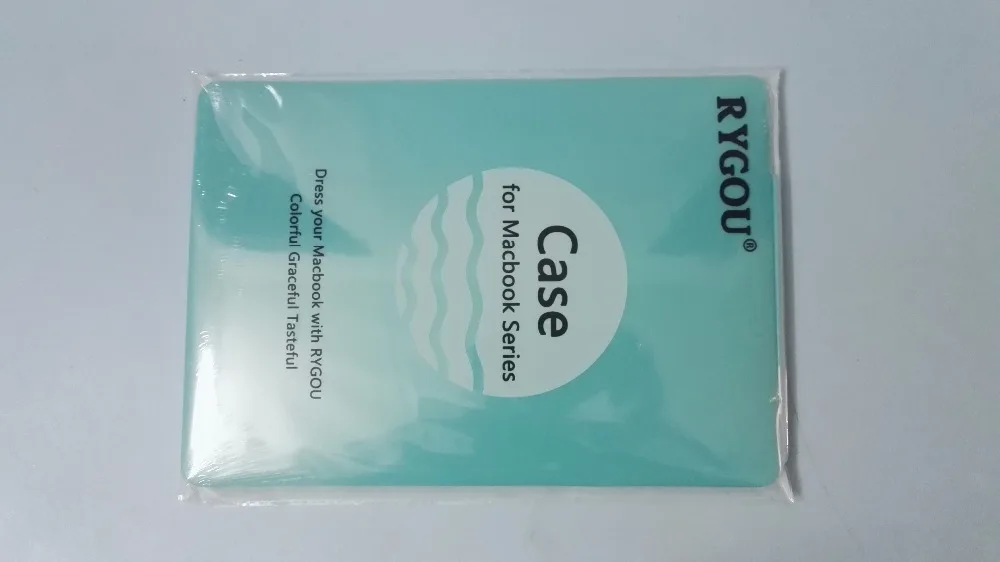 RYGOU®
Case
for Macbook Series
Dress your Macbook with RYGOU
Colorful Graceful Tasteful